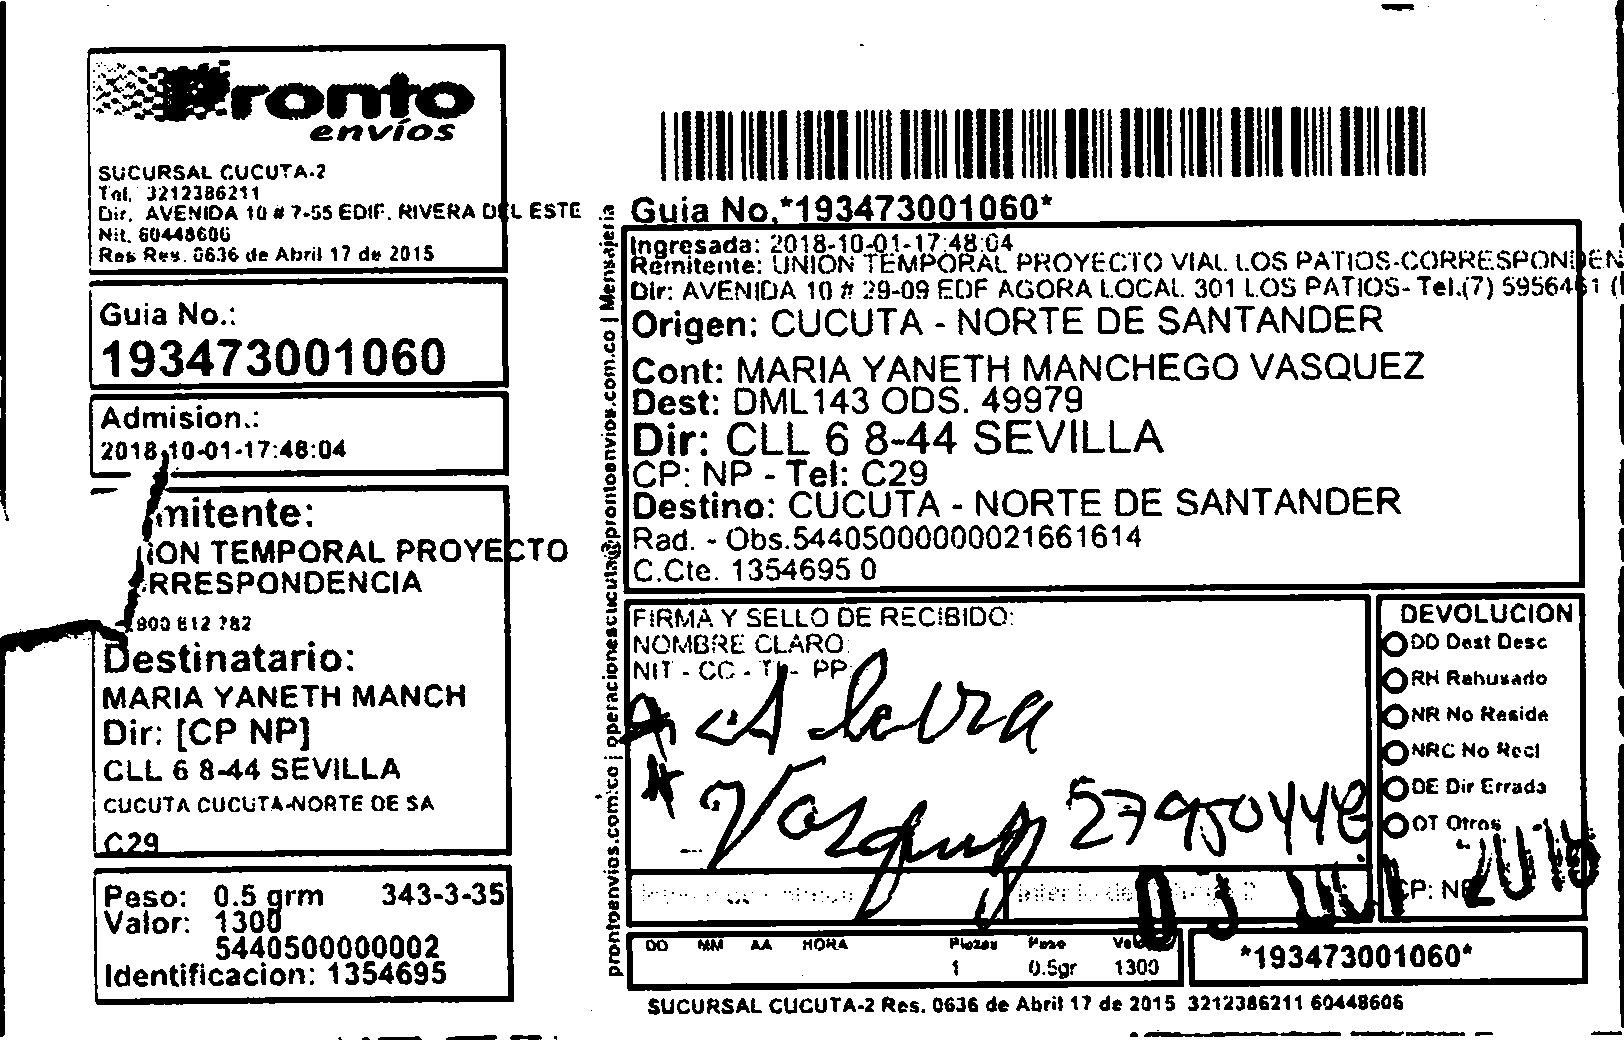 Pronto
envíos
SUCURSAL CUCUTA-2
Tel. 3212386211
Dir. AVENIDA 10 # 7-55 EDIF. RIVERA DEL ESTE
Nit. 60448606
Res Res. 0636 de Abril 17 de 2015
Guia No.:
193473001060
Admision.:
2018-10-01-17:48:04
mitente:
ION TEMPORAL PROYECTO
RRESPONDENCIA
900 612 782
Destinatario:
MARIA YANETH MANCH
Dir: [CP NP]
CLL 6 8-44 SEVILLA
CUCUTA CUCUTA-NORTE DE SA
C29
Peso: 0.5 grm 343-3-35
Valor: 1300
5440500000002
Identificacion: 1354695
prontoenvios.com.co | operacionescucuta@prontoenvios.com.co | Mensajeria
Guia No.*193473001060*
Ingresada: 2018-10-01-17:48:04
Remitente: UNION TEMPORAL PROYECTO VIAL LOS PATIOS-CORRESPONDEN
Dir: AVENIDA 10 # 29-09 EDF AGORA LOCAL 301 LOS PATIOS- Tel.(7) 5956461 (
Origen: CUCUTA - NORTE DE SANTANDER
Cont: MARIA YANETH MANCHEGO VASQUEZ
Dest: DML143 ODS. 49979
Dir: CLL 6 8-44 SEVILLA
CP: NP - Tel: C29
Destino: CUCUTA - NORTE DE SANTANDER
Rad. - Obs.54405000000021661614
C.Cte. 1354695 0
FIRMA Y SELLO DE RECIBIDO:
NOMBRE CLARO:
NIT - CC - TI - PP
Vasquez
DEVOLUCION
DD Dest Desc
RH Rehusado
NR No Reside
NRC No Recl
DE Dir Errada
OT Otros
CP: NP
DD MM AA HORA Piezas Peso Valor
1 0.5gr 1300
*193473001060*
SUCURSAL CUCUTA-2 Res. 0636 de Abril 17 de 2015 3212386211 60448606